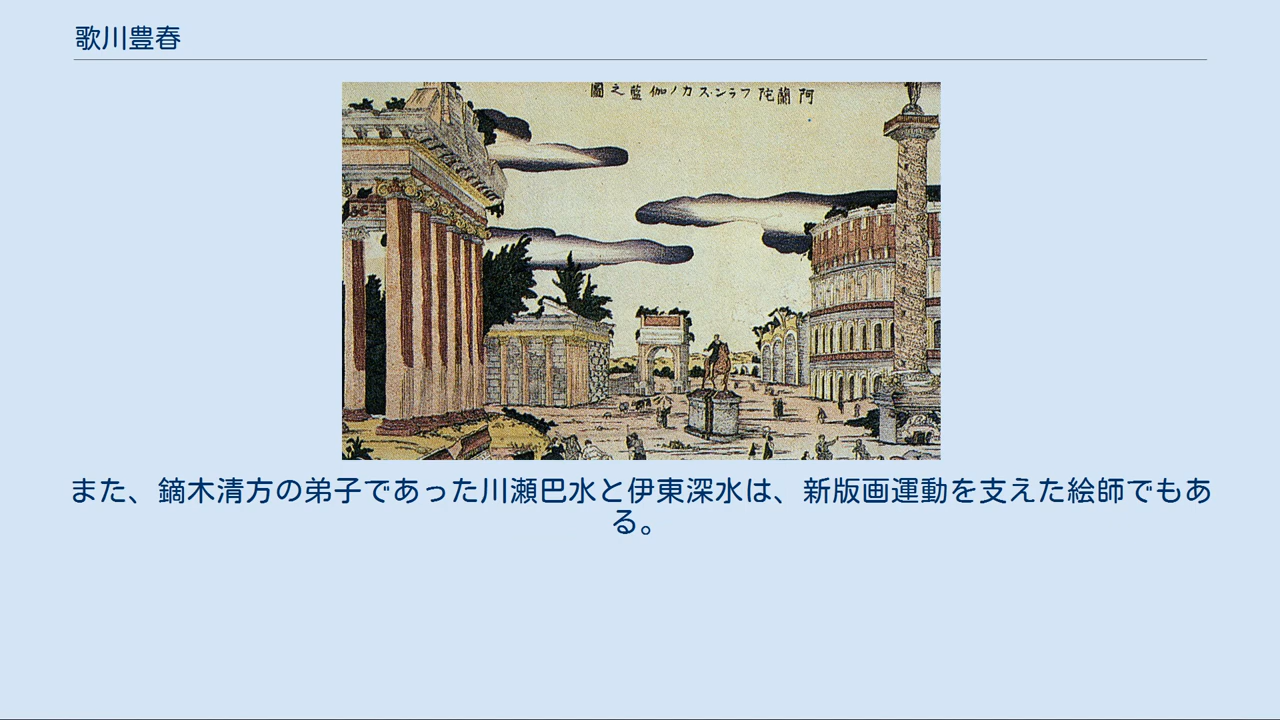 歌川豊春
阿蘭陀フランスカノ伽藍之圖
また、鏑木清方の弟子であった川瀬巴水と伊東深水は、新版画運動を支えた絵師でもあ
る。